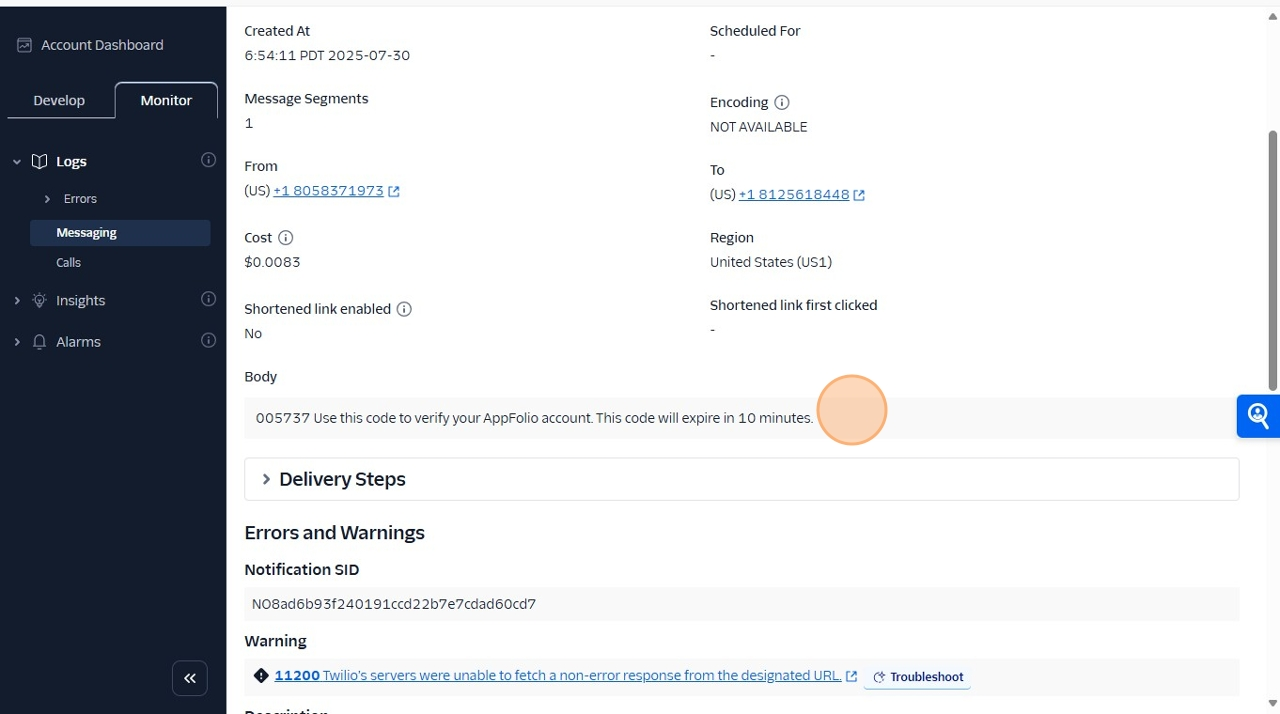 Account Dashboard
Develop
Monitor
Logs
Errors
Messaging
Calls
Insights
Alarms
Created At
6:54:11 PDT 2025-07-30
Scheduled For
-
Message Segments
1
Encoding
NOT AVAILABLE
From
(US) +1 8058371973
To
(US) +1 8125618448
Cost
$0.0083
Region
United States (US1)
Shortened link enabled
No
Shortened link first clicked
-
Body
005737 Use this code to verify your AppFolio account. This code will expire in 10 minutes.
Delivery Steps
Errors and Warnings
Notification SID
NO8ad6b93f240191ccd22b7e7cdad60cd7
Warning
11200 Twilio's servers were unable to fetch a non-error response from the designated URL. Troubleshoot
Description